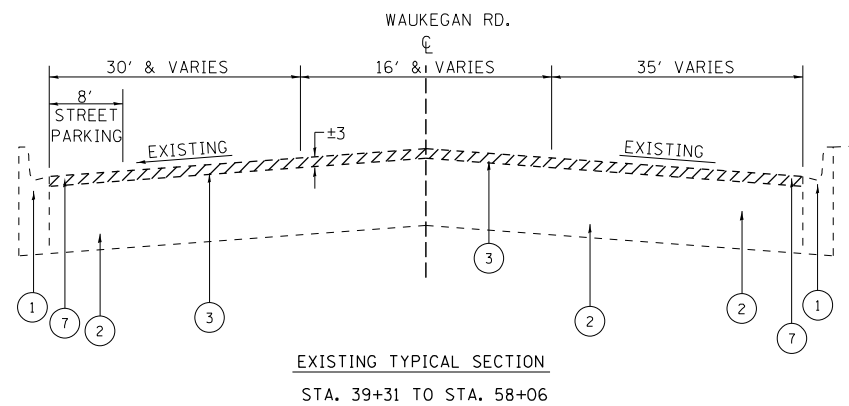 WAUKEGAN RD.
℄
30' & VARIES
16' & VARIES
35' & VARIES
8'
STREET
PARKING
EXISTING
±3
EXISTING
1
7
2
3
3
2
2
7
1
EXISTING TYPICAL SECTION
STA. 39+31 TO STA. 58+06